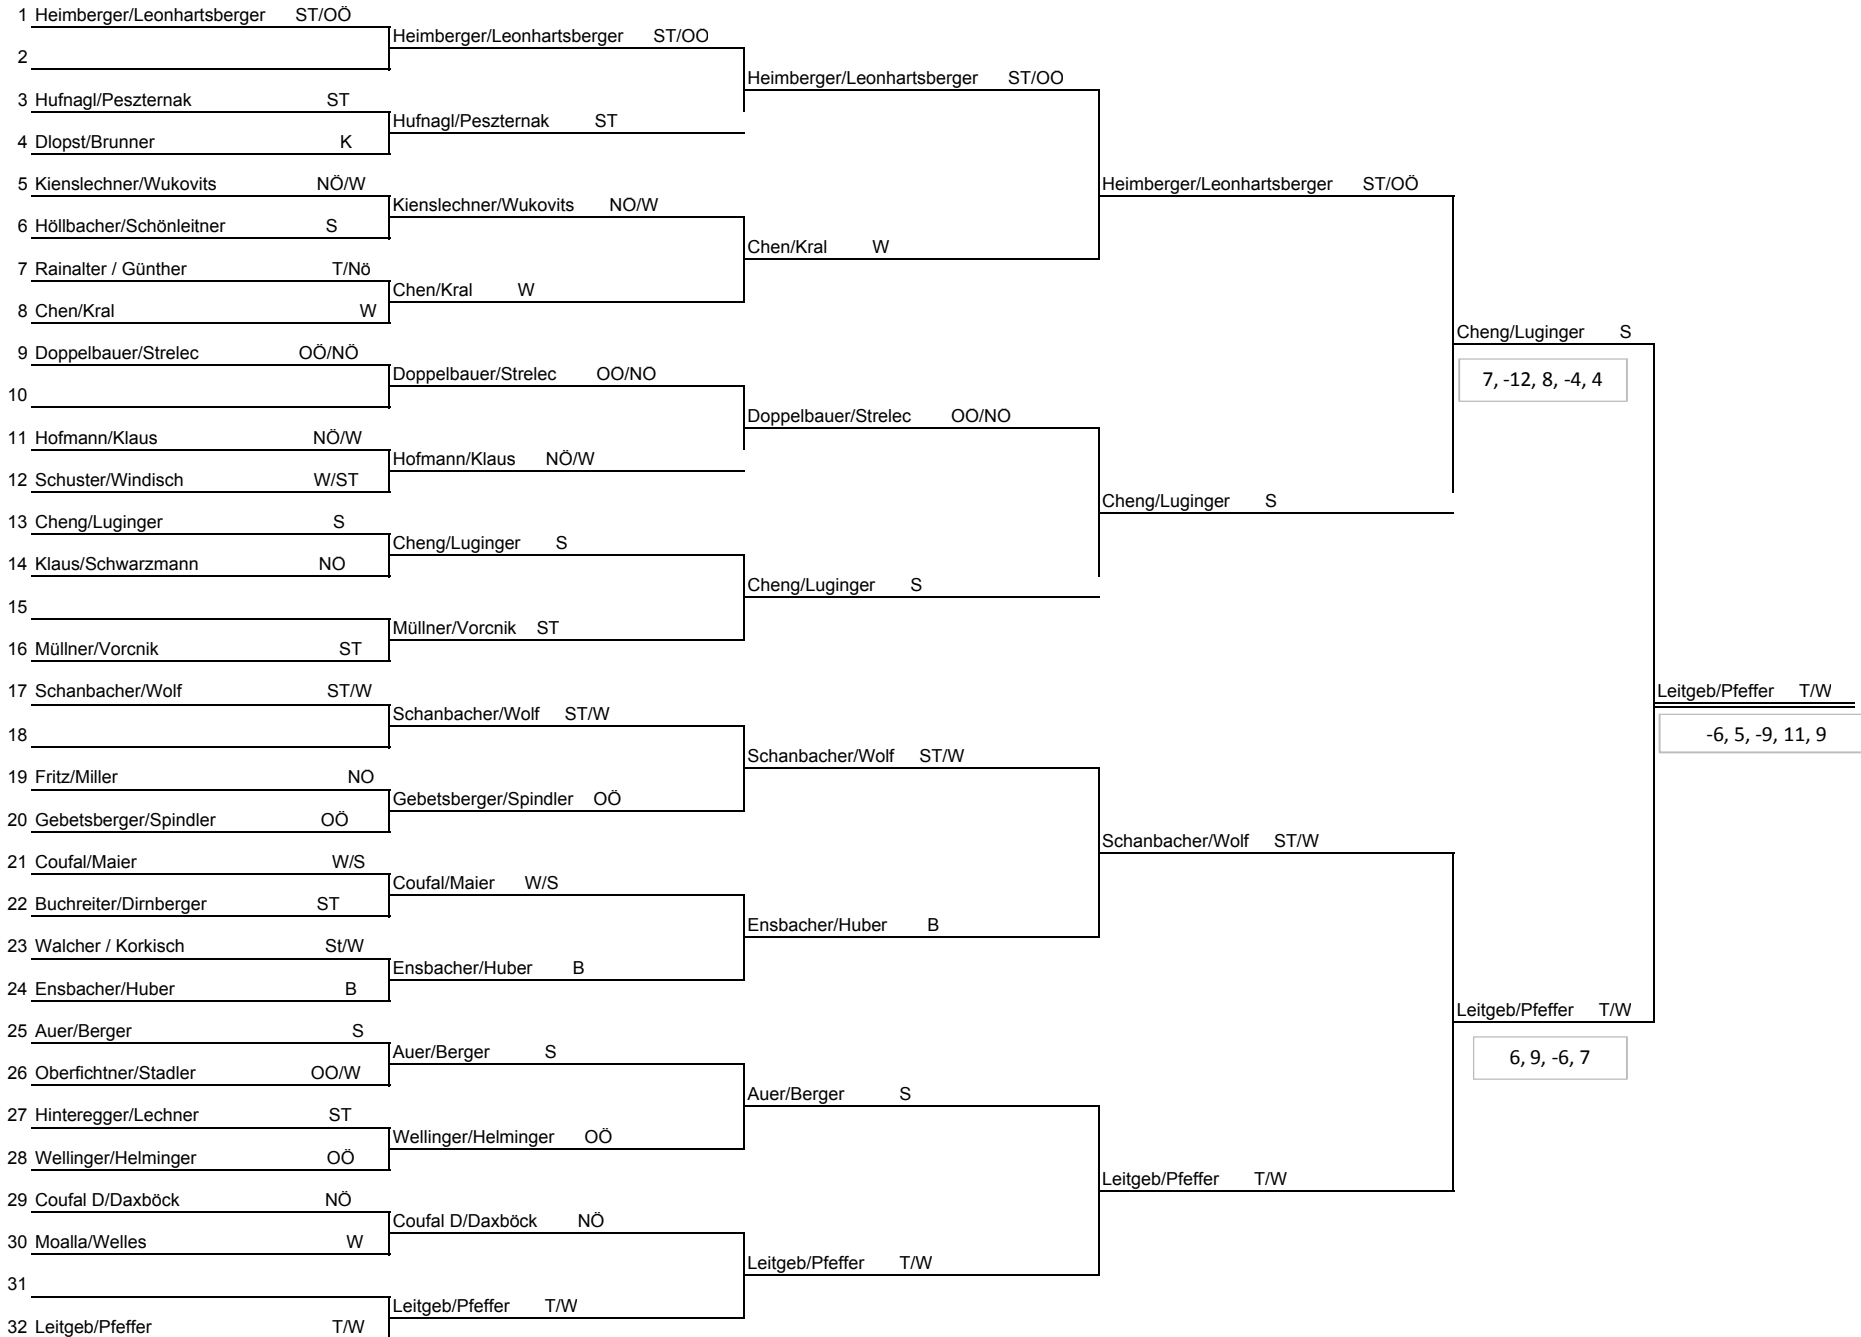 1 Heimberger/Leonhartsberger ST/OÖ
Heimberger/Leonhartsberger ST/OO
2
Heimberger/Leonhartsberger ST/OO
3 Hufnagl/Peszternak ST
Hufnagl/Peszternak ST
4 Dlopst/Brunner K
5 Kienslechner/Wukovits NÖ/W
Heimberger/Leonhartsberger ST/OÖ
Kienslechner/Wukovits NO/W
6 Höllbacher/Schönleitner S
Chen/Kral W
7 Rainalter / Günther T/Nö
Chen/Kral W
8 Chen/Kral W
Cheng/Luginger S
9 Doppelbauer/Strelec OÖ/NÖ
Doppelbauer/Strelec OO/NO
7, -12, 8, -4, 4
10
Doppelbauer/Strelec OO/NO
11 Hofmann/Klaus NÖ/W
Hofmann/Klaus NÖ/W
12 Schuster/Windisch W/ST
Cheng/Luginger S
13 Cheng/Luginger S
Cheng/Luginger S
14 Klaus/Schwarzmann NO
Cheng/Luginger S
15
Müllner/Vorcnik ST
16 Müllner/Vorcnik ST
17 Schanbacher/Wolf ST/W
Leitgeb/Pfeffer T/W
Schanbacher/Wolf ST/W
18
-6, 5, -9, 11, 9
Schanbacher/Wolf ST/W
19 Fritz/Miller NO
Gebetsberger/Spindler OÖ
20 Gebetsberger/Spindler OÖ
Schanbacher/Wolf ST/W
21 Coufal/Maier W/S
Coufal/Maier W/S
22 Buchreiter/Dirnberger ST
Ensbacher/Huber B
23 Walcher / Korkisch St/W
Ensbacher/Huber B
24 Ensbacher/Huber B
Leitgeb/Pfeffer T/W
25 Auer/Berger S
Auer/Berger S
6, 9, -6, 7
26 Oberfichtner/Stadler OO/W
Auer/Berger S
27 Hinteregger/Lechner ST
Wellinger/Helminger OÖ
28 Wellinger/Helminger OÖ
Leitgeb/Pfeffer T/W
29 Coufal D/Daxböck NÖ
Coufal D/Daxböck NÖ
30 Moalla/Welles W
Leitgeb/Pfeffer T/W
31
Leitgeb/Pfeffer T/W
32 Leitgeb/Pfeffer T/W